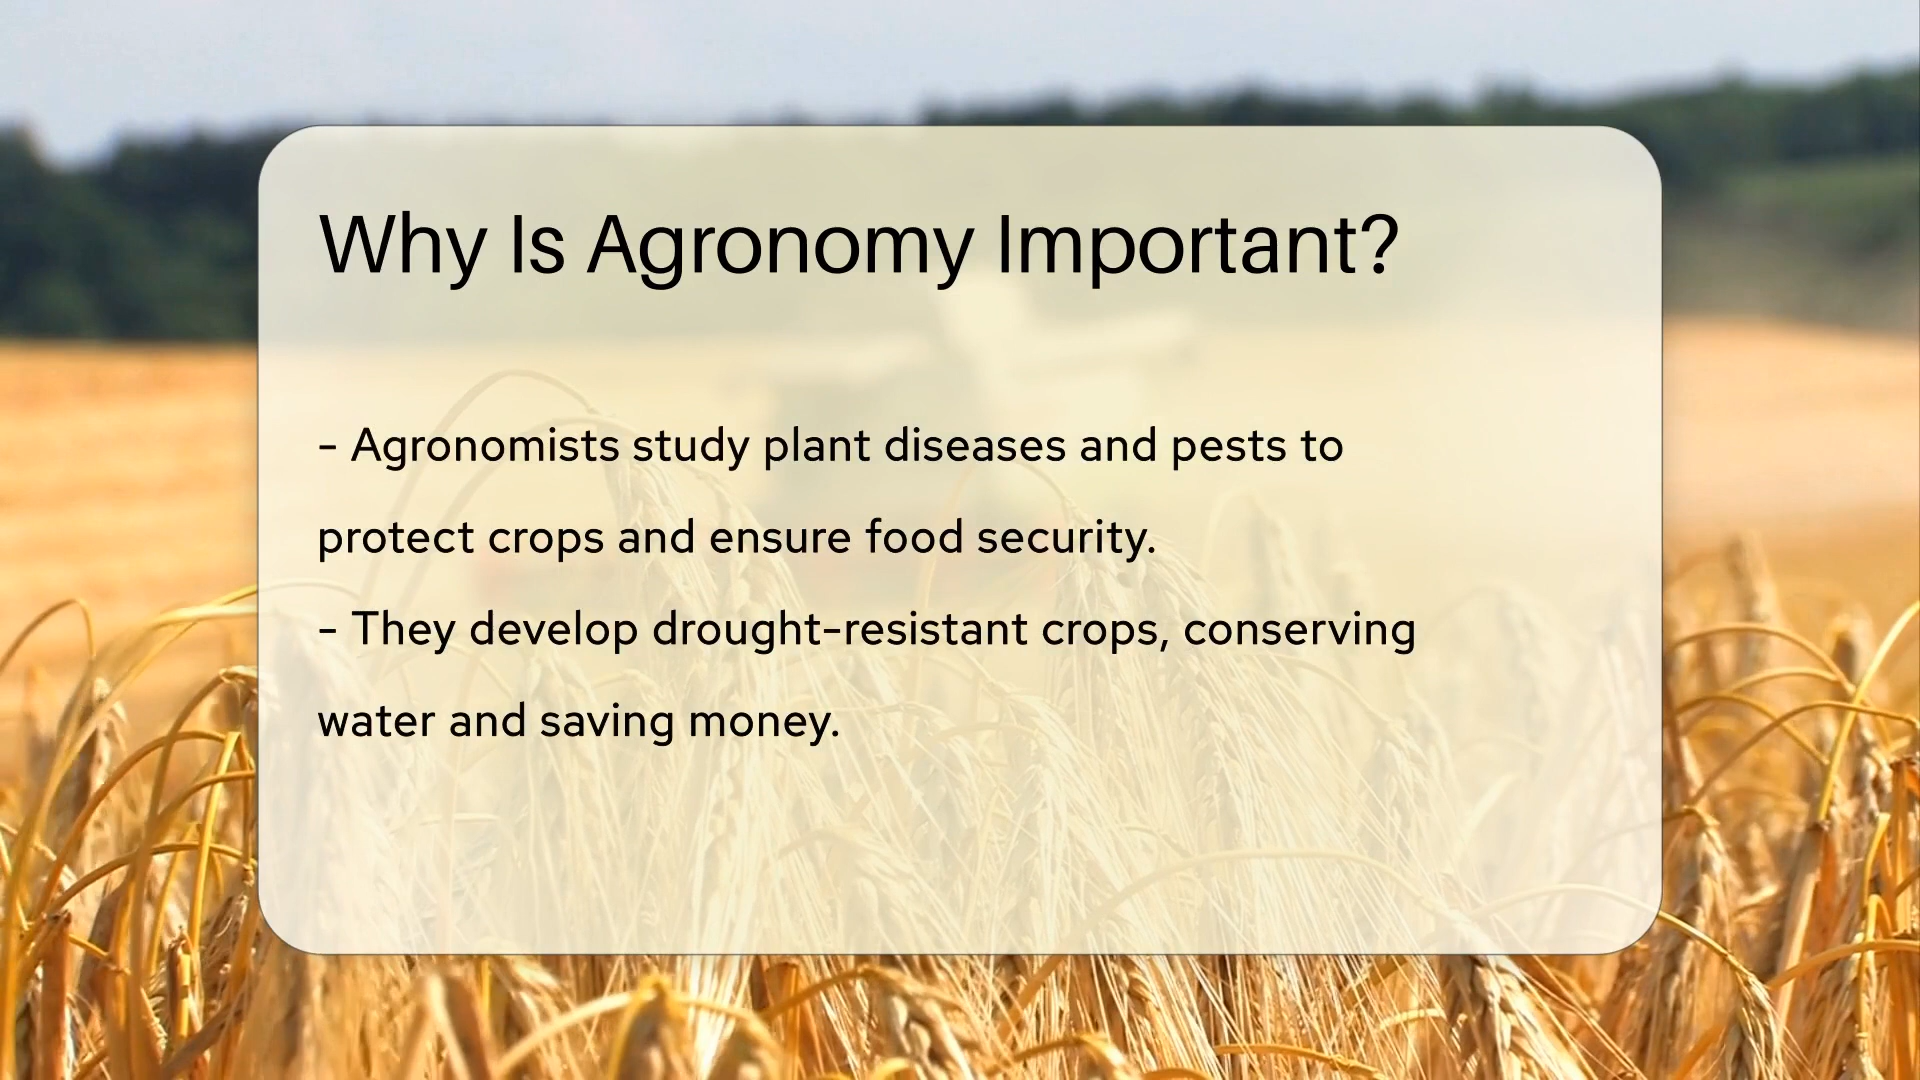 Why Is Agronomy Important?
- Agronomists study plant diseases and pests to
protect crops and ensure food security.
- They develop drought-resistant crops, conserving
water and saving money.